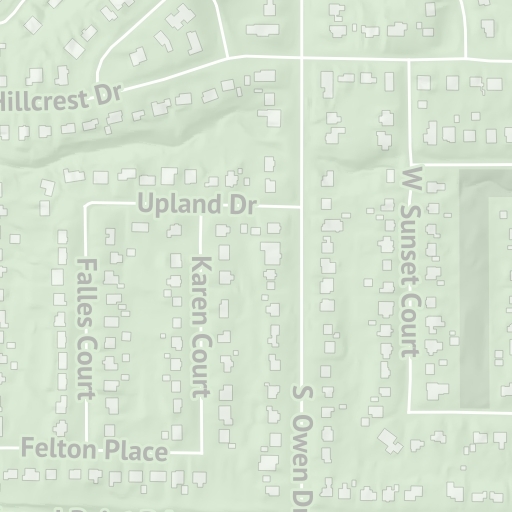 Hillcrest Dr
Upland Dr
W Sunset Court
Falles Court
Karen Court
S Owen Dr
Felton Place